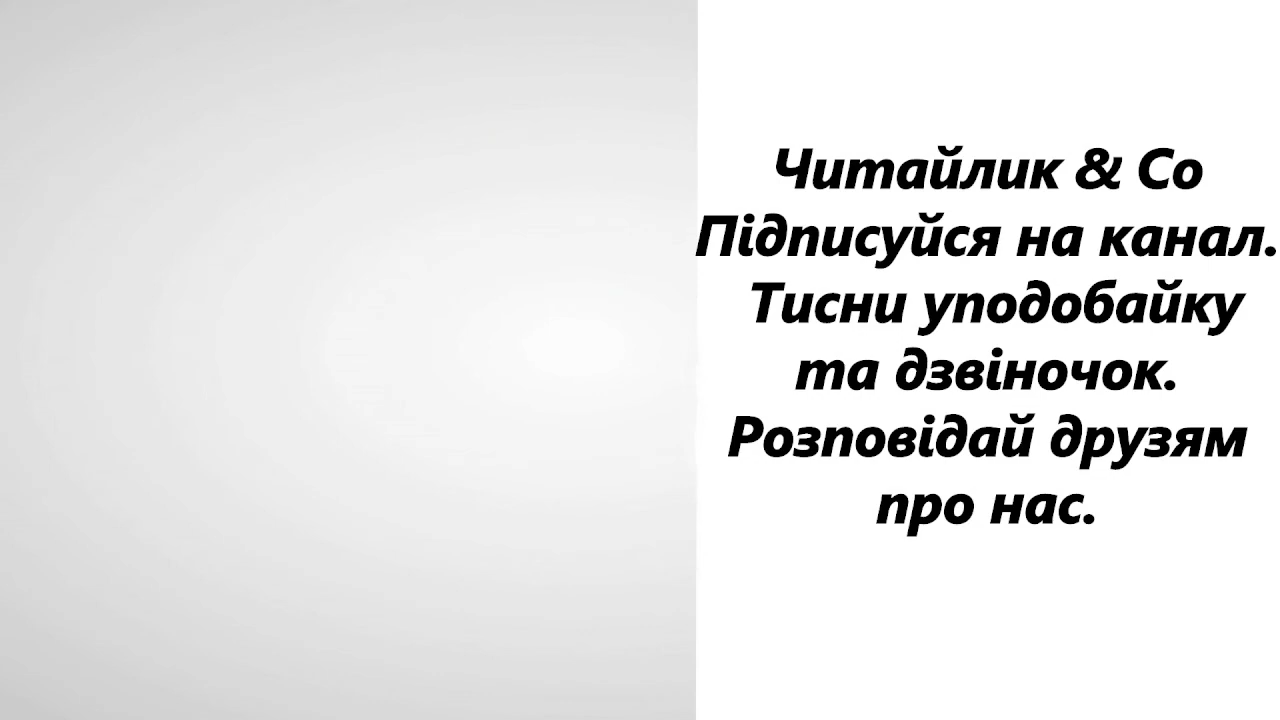 Читайлик & Co
Підписуйся на канал.
Тисни уподобайку
та дзвіночок.
Розповідай друзям
про нас.